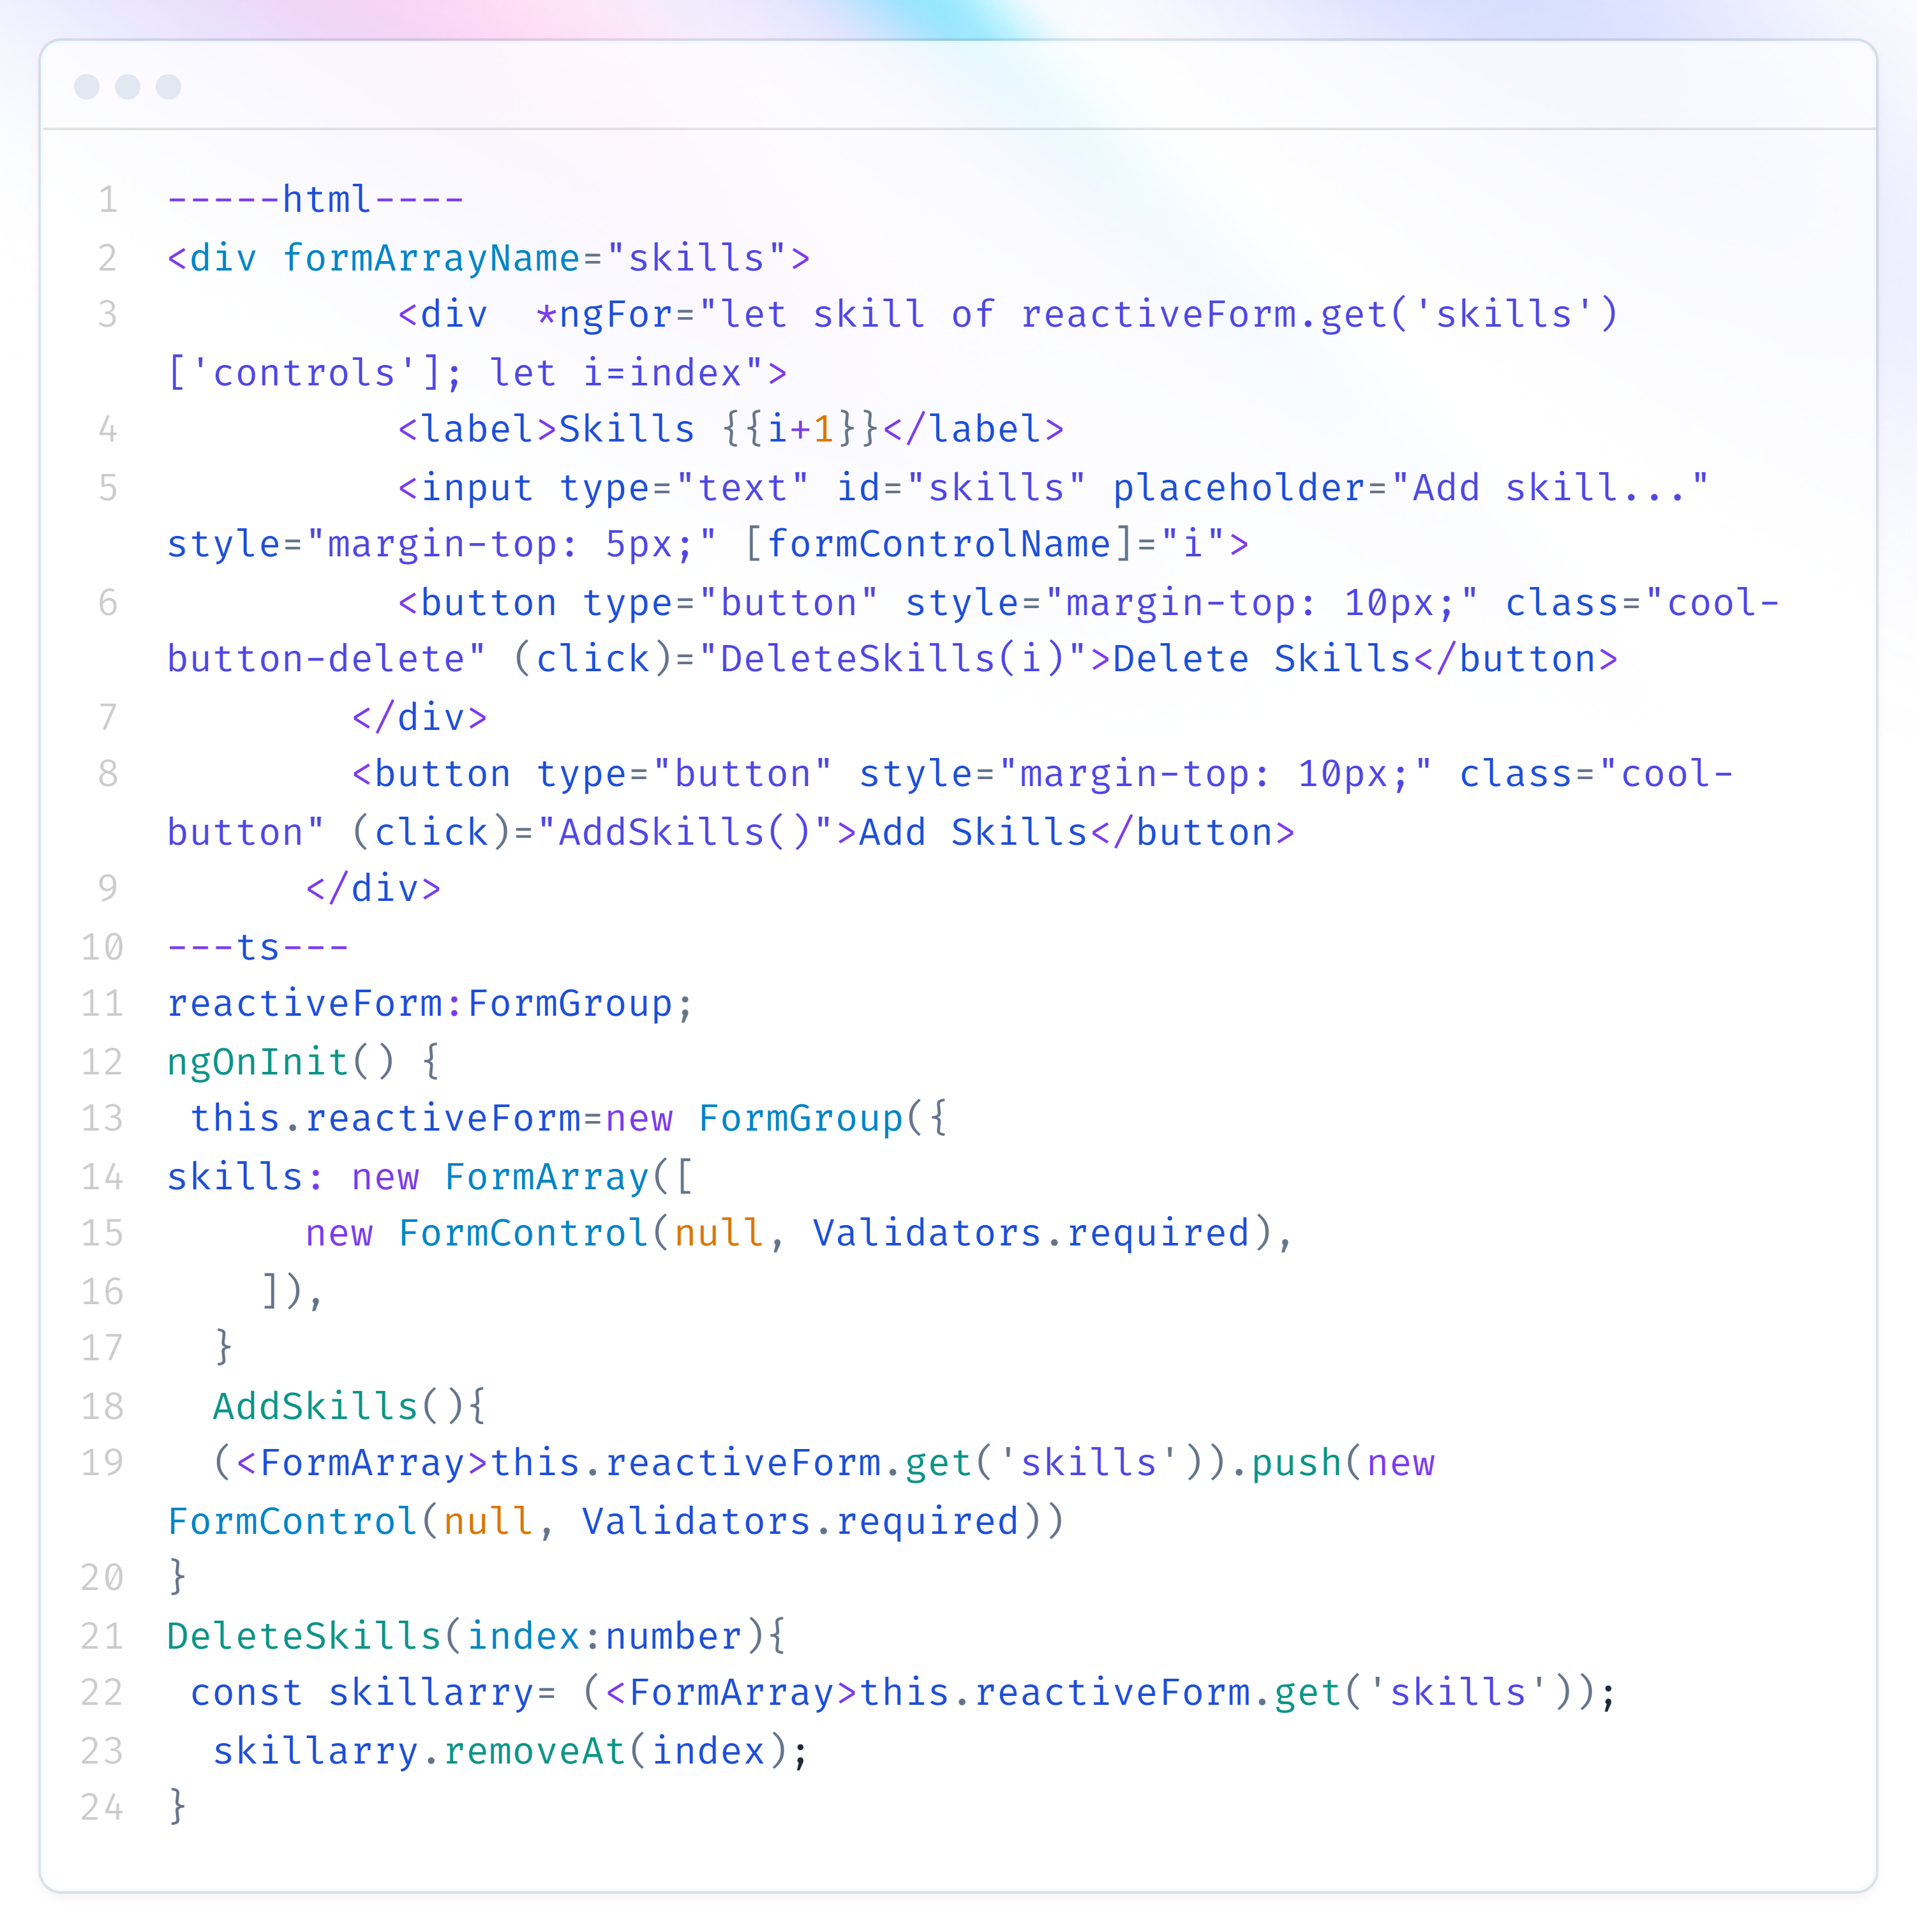 1 -----html----
2 <div formArrayName="skills">
3           <div  *ngFor="let skill of reactiveForm.get('skills')
['controls']; let i=index">
4           <label>Skills {{i+1}}</label>
5           <input type="text" id="skills" placeholder="Add skill..."
style="margin-top: 5px;" [formControlName]="i">
6           <button type="button" style="margin-top: 10px;" class="cool-
button-delete" (click)="DeleteSkills(i)">Delete Skills</button>
7         </div>
8         <button type="button" style="margin-top: 10px;" class="cool-
button" (click)="AddSkills()">Add Skills</button>
9       </div>
10 ---ts---
11 reactiveForm:FormGroup;
12 ngOnInit() {
13  this.reactiveForm=new FormGroup({
14 skills: new FormArray([
15       new FormControl(null, Validators.required),
16     ]),
17   }
18   AddSkills(){
19   (<FormArray>this.reactiveForm.get('skills')).push(new
FormControl(null, Validators.required))
20 }
21 DeleteSkills(index:number){
22  const skillarry= (<FormArray>this.reactiveForm.get('skills'));
23   skillarry.removeAt(index);
24 }